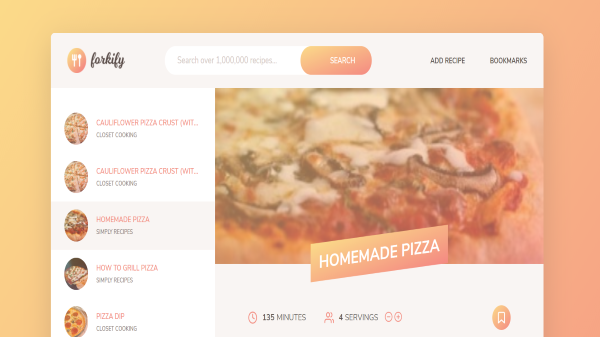 forkify
Search over 1,000,000 recipes...
SEARCH
ADD RECIPE
BOOKMARKS
CAULIFLOWER PIZZA CRUST (WIT...
CLOSET COOKING
CAULIFLOWER PIZZA CRUST (WIT...
CLOSET COOKING
HOMEMADE PIZZA
SIMPLY RECIPES
HOW TO GRILL PIZZA
SIMPLY RECIPES
PIZZA DIP
CLOSET COOKING
HOMEMADE PIZZA
135 MINUTES
4 SERVINGS